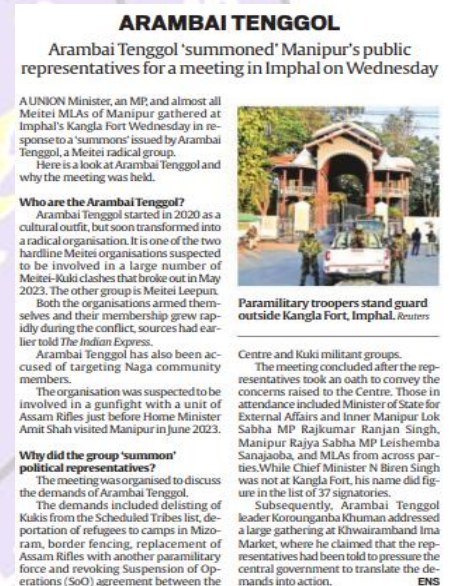 ARAMBAI TENGGOL
Arambai Tenggol ‘summoned’ Manipur’s public
representatives for a meeting in Imphal on Wednesday
A UNION Minister, an MP, and almost all
Meitei MLAs of Manipur gathered at
Imphal’s Kangla Fort Wednesday in re-
sponse to a ‘summons’ issued by Arambai
Tenggol, a Meitei radical group.
Here is a look at Arambai Tenggol and
why the meeting was held.
Who are the Arambai Tenggol?
Arambai Tenggol started in 2020 as a
cultural outfit, but soon transformed into
a radical organisation. It is one of the two
hardline Meitei organisations suspected
to be involved in a large number of
Meitei-Kuki clashes that broke out in May
2023. The other group is Meitei Leepun.
Both the organisations armed them-
selves and their membership grew rap-
idly during the conflict, sources had ear-
lier told The Indian Express.
Arambai Tenggol has also been ac-
cused of targeting Naga community
members.
The organisation was suspected to be
involved in a gunfight with a unit of
Assam Rifles just before Home Minister
Amit Shah visited Manipur in June 2023.
Why did the group ‘summon’
political representatives?
The meeting was organised to discuss
the demands of Arambai Tenggol.
The demands included delisting of
Kukis from the Scheduled Tribes list, de-
portation of refugees to camps in Mizo-
ram, border fencing, replacement of
Assam Rifles with another paramilitary
force and revoking Suspension of Op-
erations (SoO) agreement between the
Paramilitary troopers stand guard
outside Kangla Fort, Imphal. Reuters
Centre and Kuki militant groups.
The meeting concluded after the rep-
resentatives took an oath to convey the
concerns raised to the Centre. Those in
attendance included Minister of State for
External Affairs and Inner Manipur Lok
Sabha MP Rajkumar Ranjan Singh,
Manipur Rajya Sabha MP Leishemba
Sanajaoba, and MLAs from across par-
ties.While Chief Minister N Biren Singh
was not at Kangla Fort, his name did fig-
ure in the list of 37 signatories.
Subsequently, Arambai Tenggol
leader Korounganba Khuman addressed
a large gathering at Khwairamband Ima
Market, where he claimed that the rep-
resentatives had been told to pressure the
central government to translate the de-
mands into action. ENS